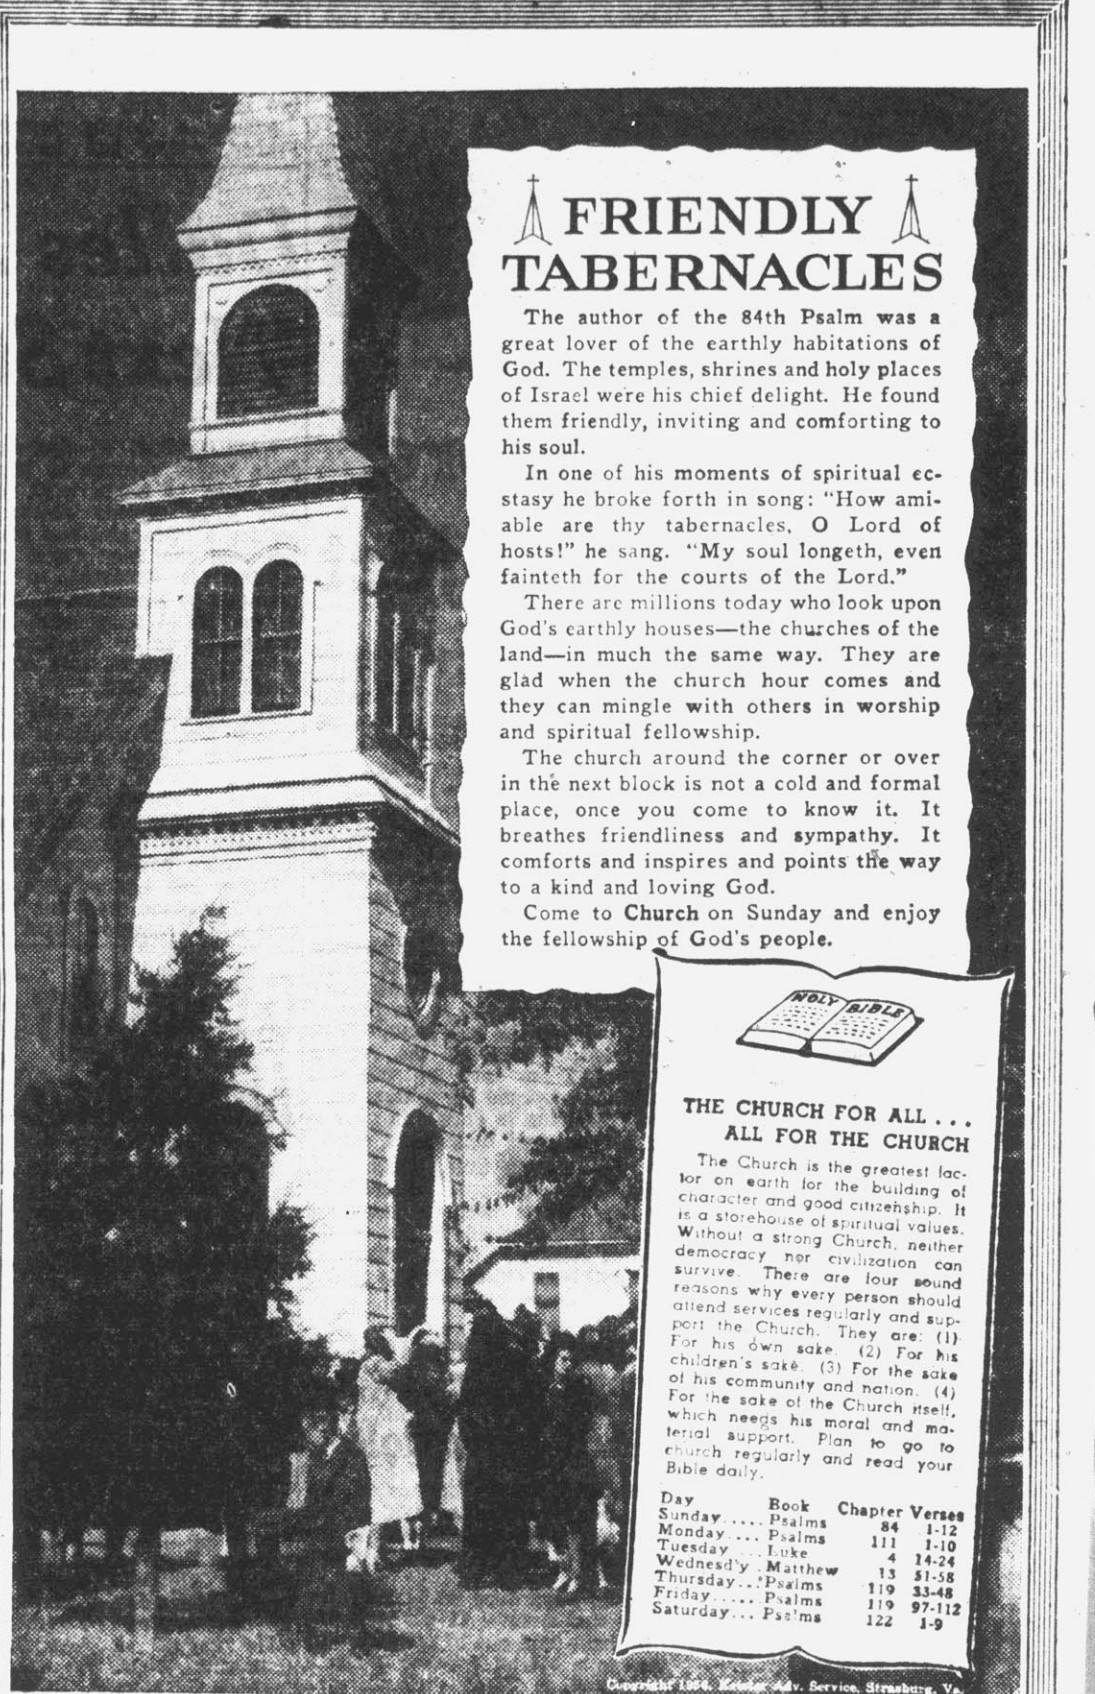 FRIENDLY
TABERNACLES
The author of the 84th Psalm was a
great lover of the earthly habitations of
God. The temples, shrines and holy places
of Israel were his chief delight. He found
them friendly, inviting and comforting to
his soul.
In one of his moments of spiritual ec-
stasy he broke forth in song: "How ami-
able are thy tabernacles, O Lord of
hosts!" he sang. "My soul longeth, even
fainteth for the courts of the Lord."
There are millions today who look upon
God's earthly houses—the churches of the
land—in much the same way. They are
glad when the church hour comes and
they can mingle with others in worship
and spiritual fellowship.
The church around the corner or over
in the next block is not a cold and formal
place, once you come to know it. It
breathes friendliness and sympathy. It
comforts and inspires and points the way
to a kind and loving God.
Come to Church on Sunday and enjoy
the fellowship of God's people.
HOLY BIBLE
THE CHURCH FOR ALL . . .
ALL FOR THE CHURCH
The Church is the greatest fac-
tor on earth for the building of
character and good citizenship. It
is a storehouse of spiritual values.
Without a strong Church, neither
democracy nor civilization can
survive. There are four sound
reasons why every person should
attend services regularly and sup-
port the Church. They are: (1)
For his own sake. (2) For his
children's sake. (3) For the sake
of his community and nation. (4)
For the sake of the Church itself,
which needs his moral and ma-
terial support. Plan to go to
church regularly and read your
Bible daily.
Day Book Chapter Verses
Sunday ..... Psalms 84 1-12
Monday ... Psalms 111 1-10
Tuesday ... Luke 4 14-24
Wednesd'y . Matthew 13 51-58
Thursday... Psalms 119 33-48
Friday...... Psalms 119 97-112
Saturday... Psalms 122 1-9
Copyright 1956, Keister Adv. Service, Strasburg, Va.